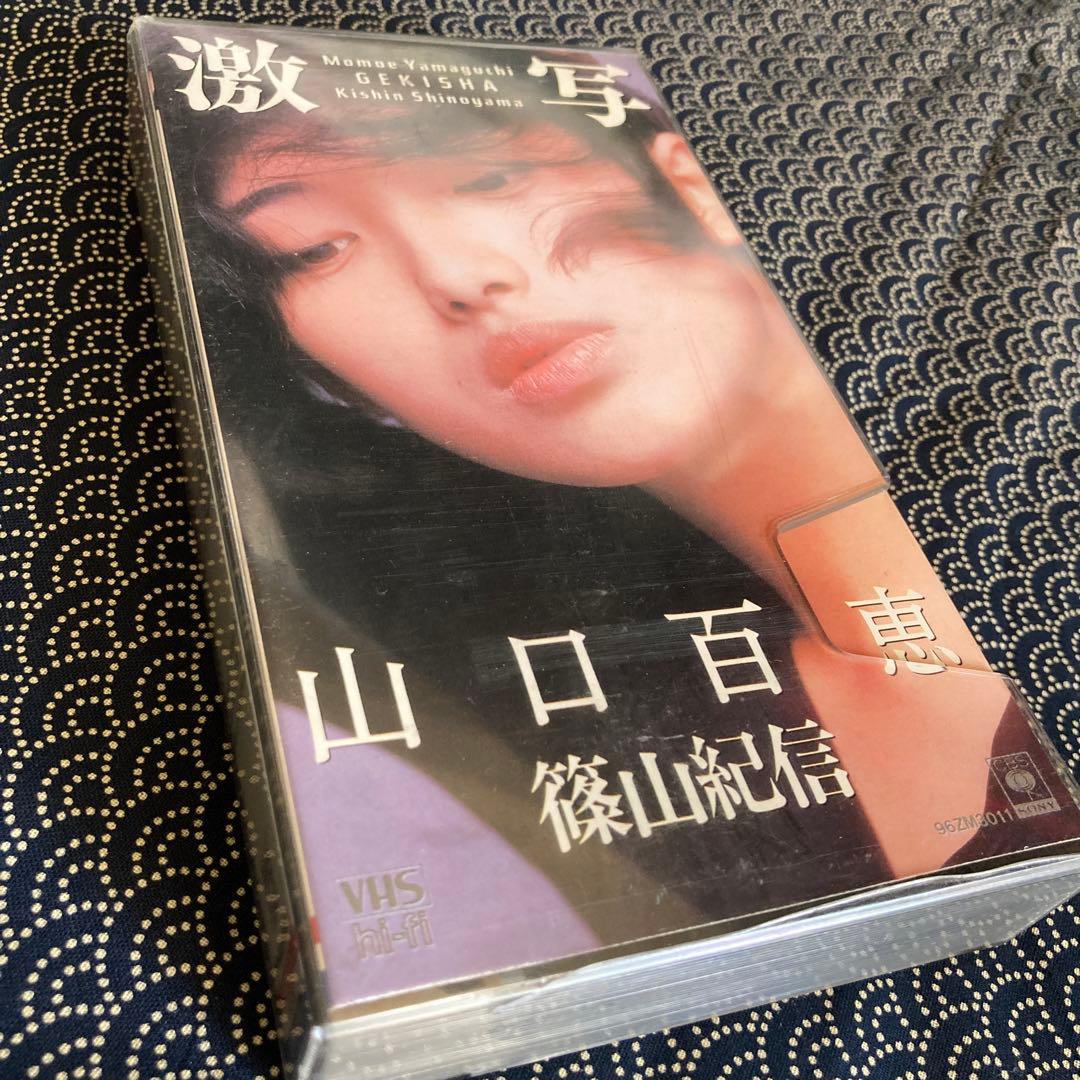 激写
Momoe Yamaguchi
GEKISHA
Kishin Shinoyama
山口百恵
篠山紀信
CBS
SONY
96ZM3011
VHS
hi-fi